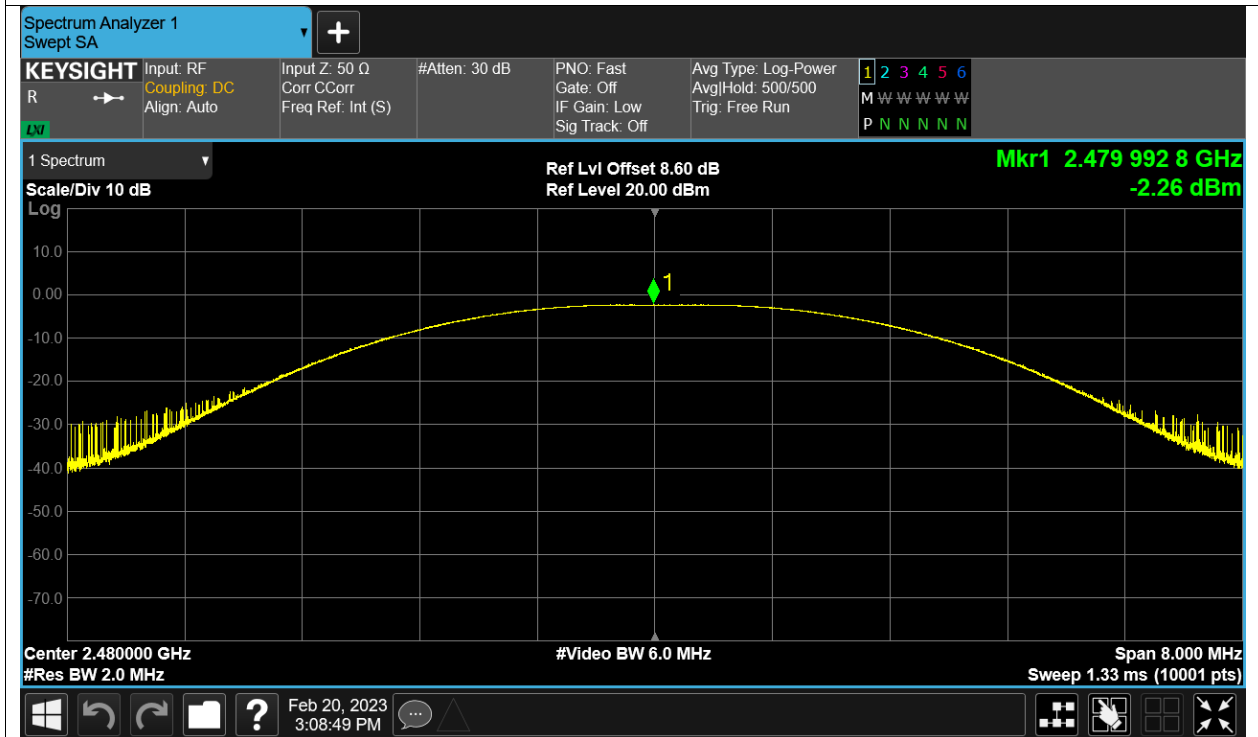 Spectrum Analyzer 1
Swept SA
+
KEYSIGHT
R
LXI
Input: RF
Coupling: DC
Align: Auto
Input Z: 50 Ω
Corr CCorr
Freq Ref: Int (S)
#Atten: 30 dB
PNO: Fast
Gate: Off
IF Gain: Low
Sig Track: Off
Avg Type: Log-Power
Avg|Hold: 500/500
Trig: Free Run
1 2 3 4 5 6
M W W W W W
P N N N N N
1 Spectrum
Scale/Div 10 dB
Log
Ref Lvl Offset 8.60 dB
Ref Level 20.00 dBm
Mkr1 2.479 992 8 GHz
-2.26 dBm
10.0
0.00
-10.0
-20.0
-30.0
-40.0
-50.0
-60.0
-70.0
1
Center 2.480000 GHz
#Res BW 2.0 MHz
#Video BW 6.0 MHz
Span 8.000 MHz
Sweep 1.33 ms (10001 pts)
?
Feb 20, 2023
3:08:49 PM